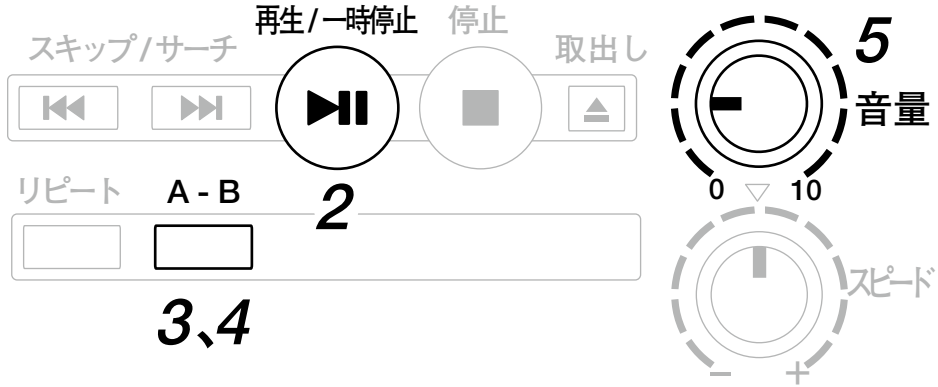 再生/一時停止
停止
スキップ/サーチ
取出し
5
音量
0
10
2
リピート
A - B
3、4
スピード
−
+